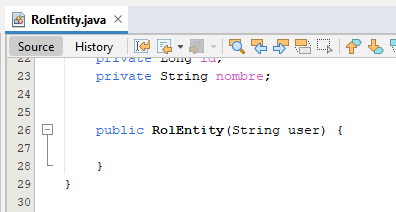 RolEntity.java
Source History
22 private Long id;
23 private String nombre;
24
25
26 public RolEntity(String user) {
27
28 }
29 }
30